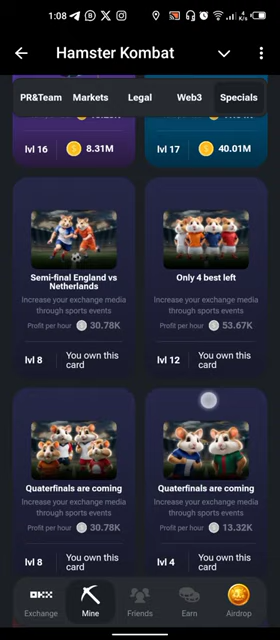 1:08
4
K/s
Hamster Kombat
PR&Team Markets Legal Web3 Specials
lvl 16 8.31M
lvl 17 40.01M
Semi-final England vs
Netherlands
Increase your exchange media
through sports events
Profit per hour 30.78K
lvl 8 You own this
card
Only 4 best left
Increase your exchange media
through sports events
Profit per hour 53.67K
lvl 12 You own this
card
Quaterfinals are coming
Increase your exchange media
through sports events
Profit per hour 30.78K
lvl 8 You own this
card
Quaterfinals are coming
Increase your exchange media
through sports events
Profit per hour 13.32K
lvl 4 You own this
card
Exchange Mine Friends Earn Airdrop